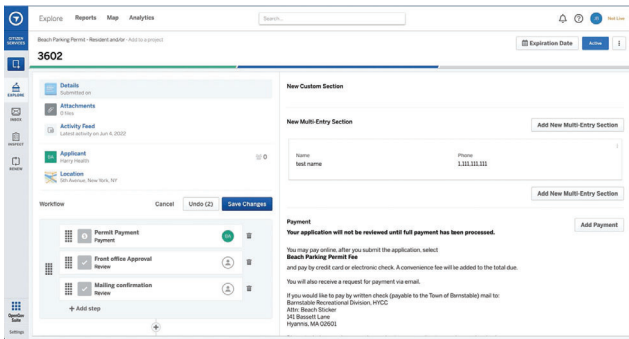 Explore Reports Map Analytics Search... Not Live
CITIZEN SERVICES
EXPLORE
INBOX
INSPECT
RENEW
OpenGov Suite
Settings
Beach Parking Permit - Resident and/or - Add to a project
3602
Expiration Date Active
Details
Submitted on
Attachments
0 files
Activity Feed
Latest activity on Jun 6, 2022
Applicant
Harry Health
0
Location
5th Avenue, New York, NY
Workflow Cancel Undo (2) Save Changes
Permit Payment
Payment
Front office Approval
Review
Mailing confirmation
Review
+ Add step
New Custom Section
New Multi-Entry Section Add New Multi-Entry Section
Name Phone
test name 1.111.111.111
Add New Multi-Entry Section
Payment Add Payment
Your application will not be reviewed until full payment has been processed.
You may pay online, after you submit the application, select
Beach Parking Permit Fee
and pay by credit card or electronic check. A convenience fee will be added to the total due.
You will also receive a request for payment via email.
If you would like to pay by written check (payable to the Town of Barnstable) mail to:
Barnstable Recreational Division, HYCC
Attn: Beach Sticker
141 Bassett Lane
Hyannis, MA 02601